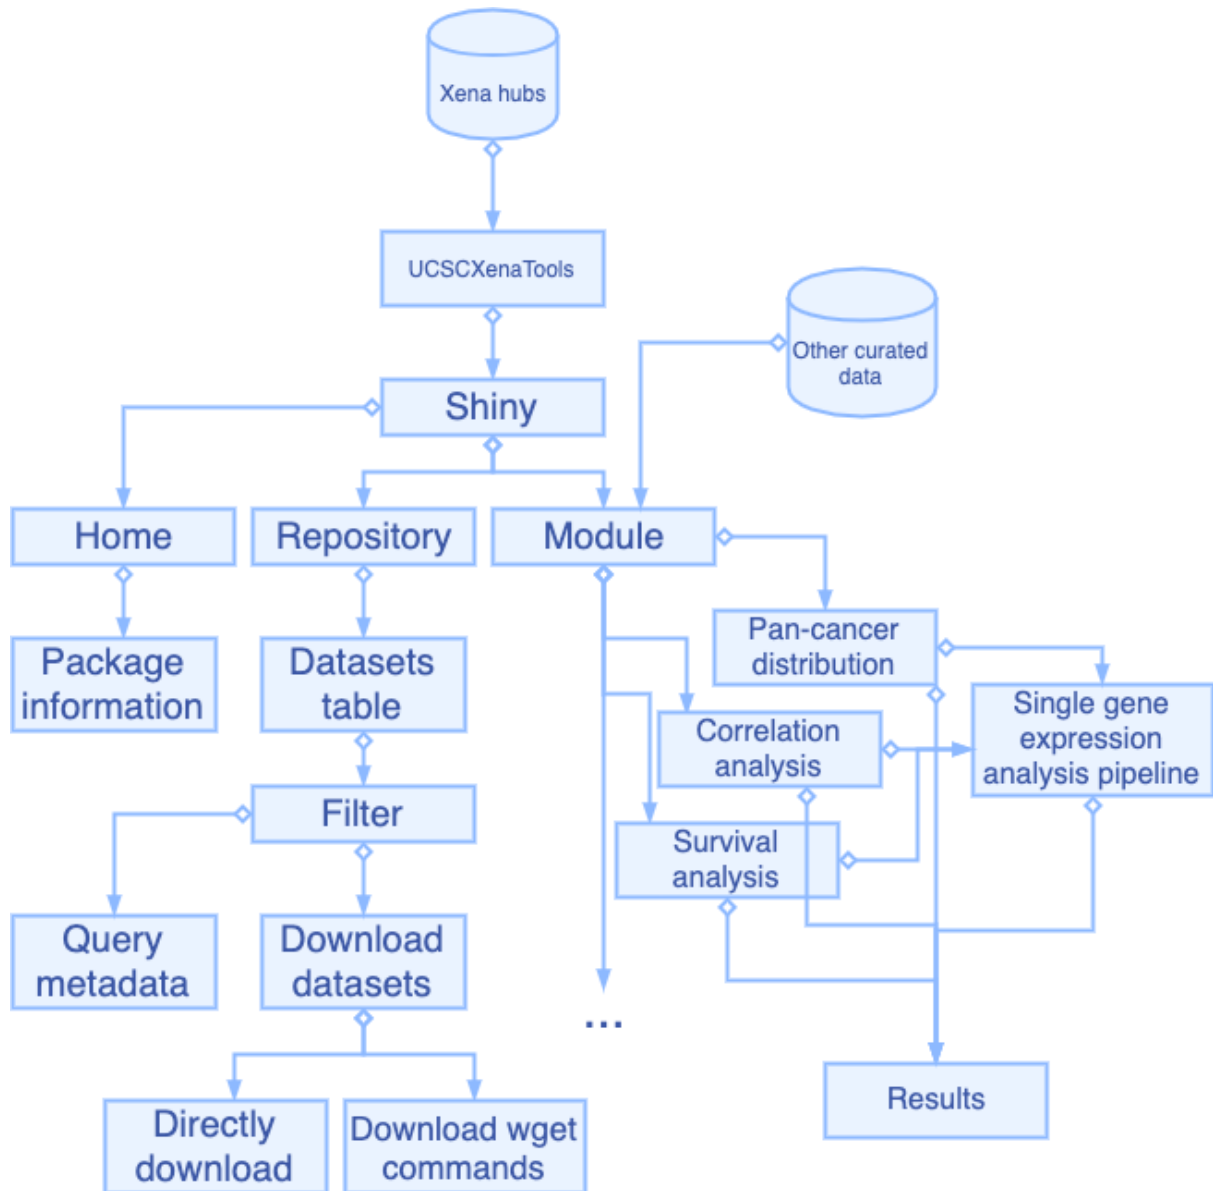 Xena hubs
UCSCXenaTools
Other curated
data
Shiny
Home
Repository
Module
Package
information
Datasets
table
Pan-cancer
distribution
Correlation
analysis
Single gene
expression
analysis pipeline
Filter
Survival
analysis
Query
metadata
Download
datasets
...
Directly
download
Download wget
commands
Results